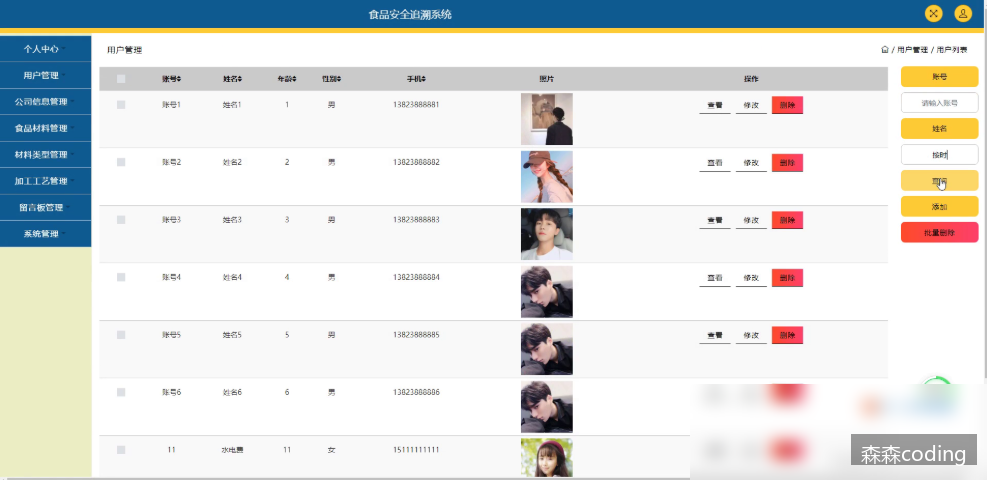 食品安全追溯系统
个人中心
用户管理
公司信息管理
食品材料管理
材料类型管理
加工工艺管理
留言板管理
系统管理
用户管理
/ 用户管理 / 用户列表
账号 姓名 年龄 性别 手机 照片 操作
账号1 姓名1 1 男 13823888881 查看 修改 删除
账号2 姓名2 2 男 13823888882 查看 修改 删除
账号3 姓名3 3 男 13823888883 查看 修改 删除
账号4 姓名4 4 男 13823888884 查看 修改 删除
账号5 姓名5 5 男 13823888885 查看 修改 删除
账号6 姓名6 6 男 13823888886
11 水电费 11 女 15111111111
账号
请输入账号
姓名
按时
添加
批量删除
森森coding